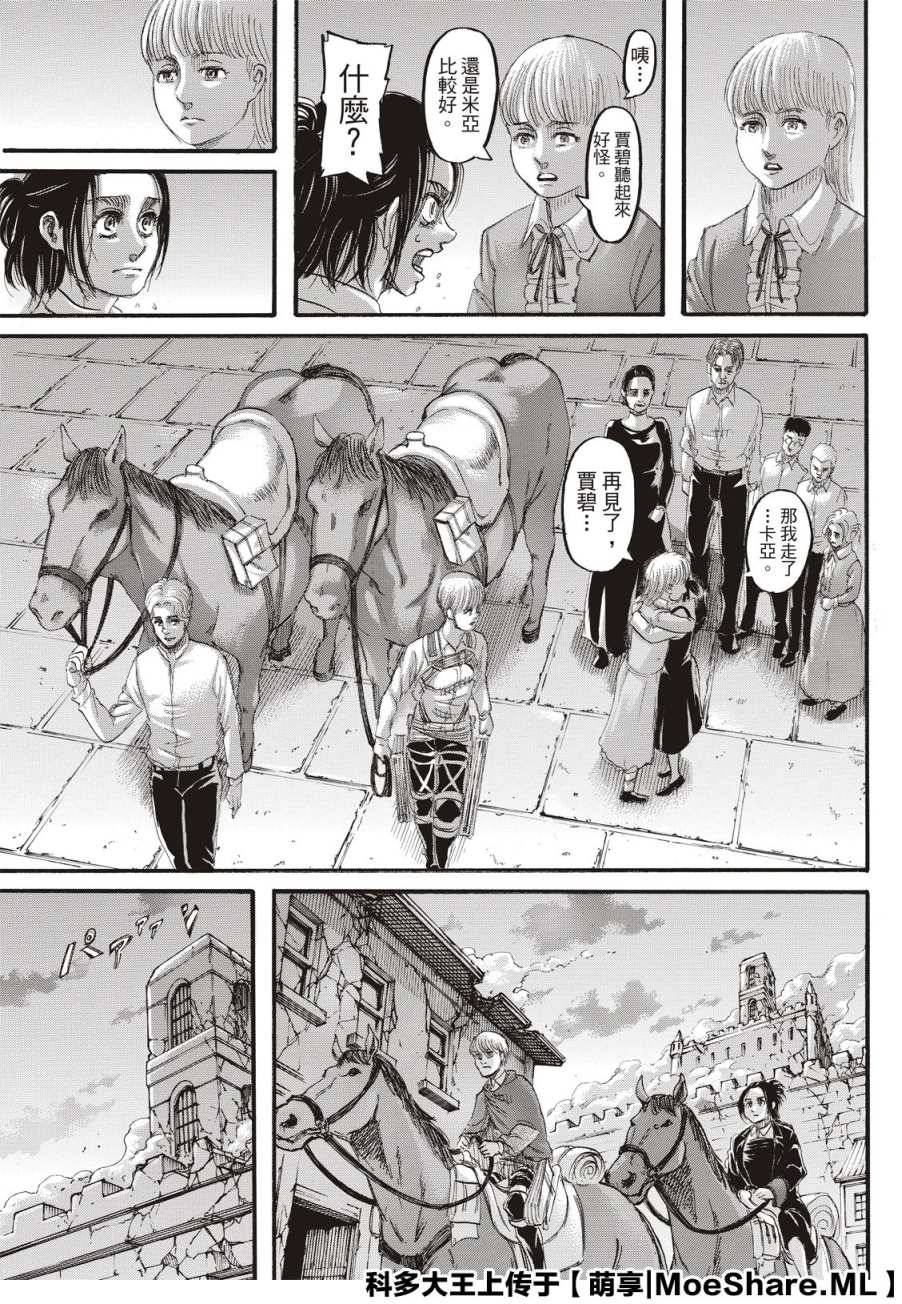 咦…
賈碧聽起來
好怪。
還是米亞
比較好。
什麼?
那我走了
…卡亞。
再見了，
賈碧…
パァァァン
科多大王上传于【萌享|MoeShare.ML】